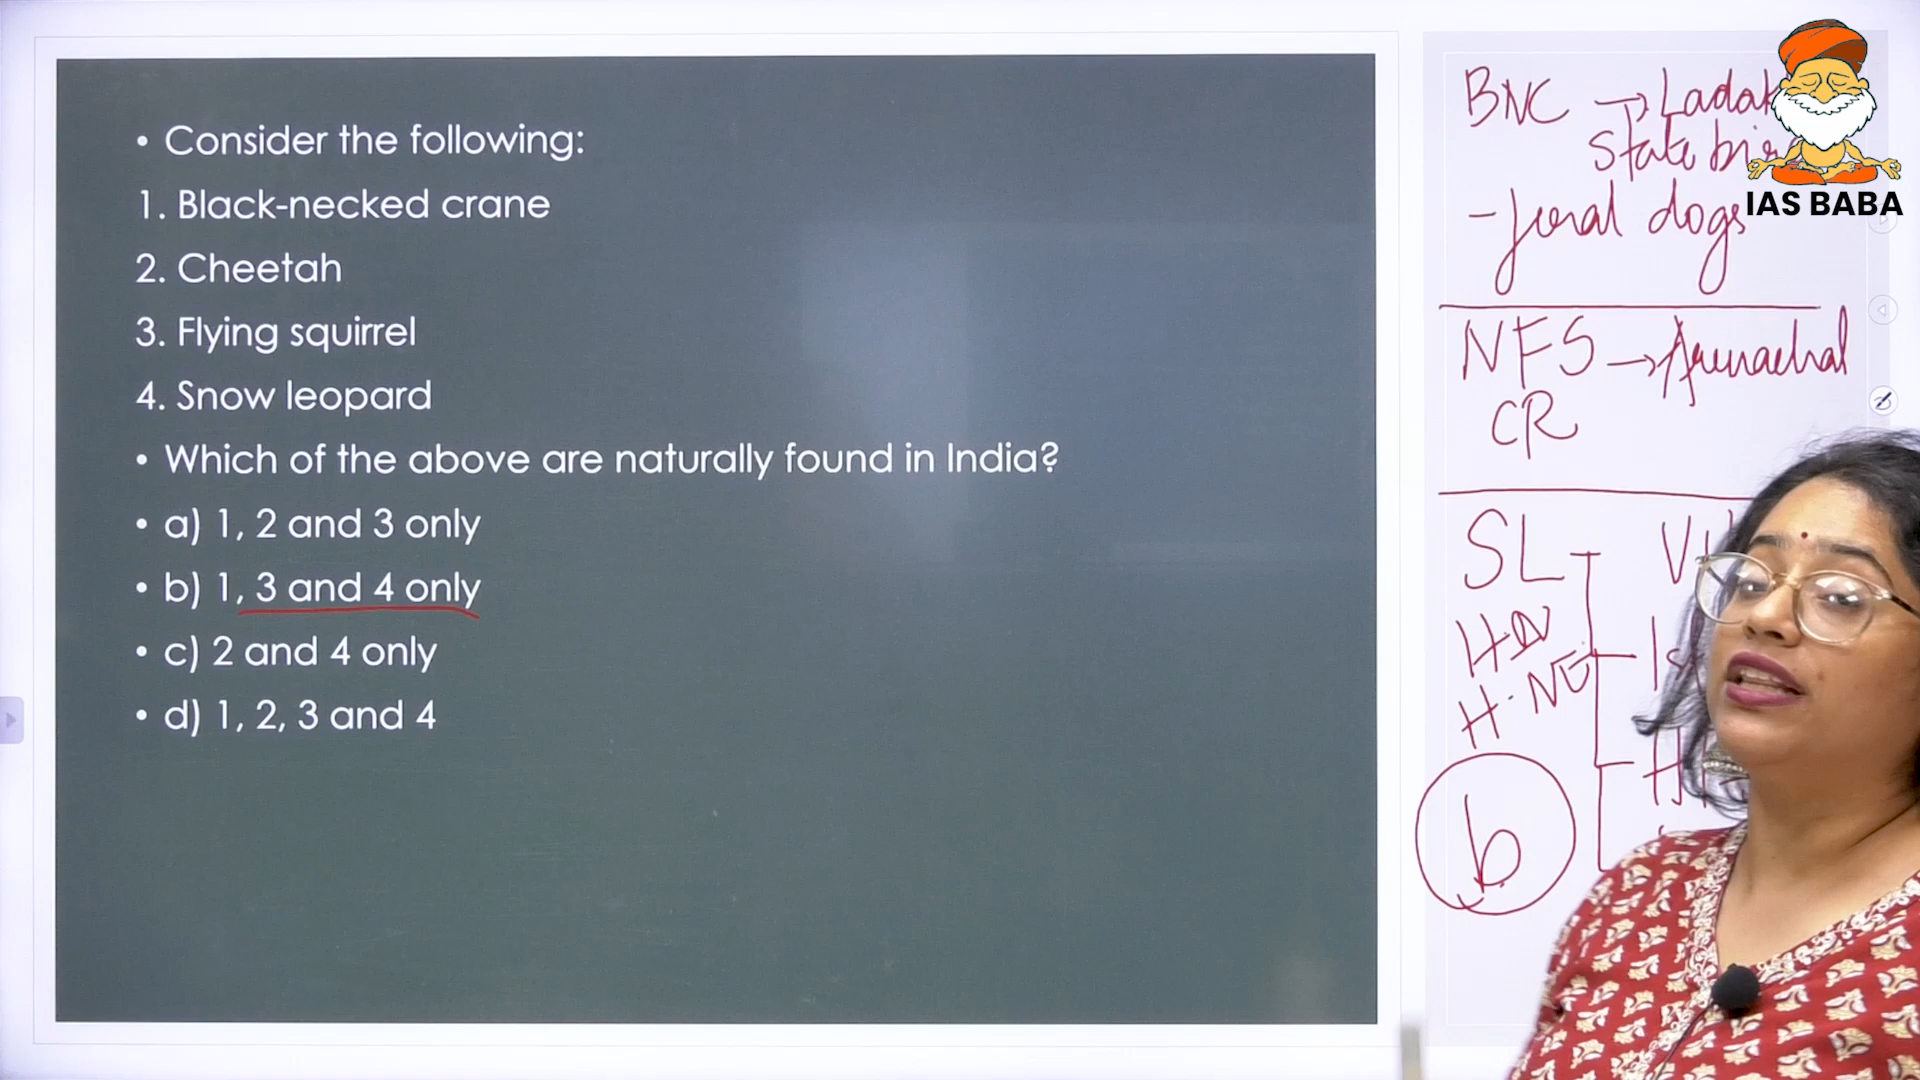 • Consider the following:
1. Black-necked crane
2. Cheetah
3. Flying squirrel
4. Snow leopard
• Which of the above are naturally found in India?
• a) 1, 2 and 3 only
• b) 1, 3 and 4 only
• c) 2 and 4 only
• d) 1, 2, 3 and 4
BNC → Ladak
State bir
- feral dogs
IAS BABA
NFS → Arunachal
CR
SL
b